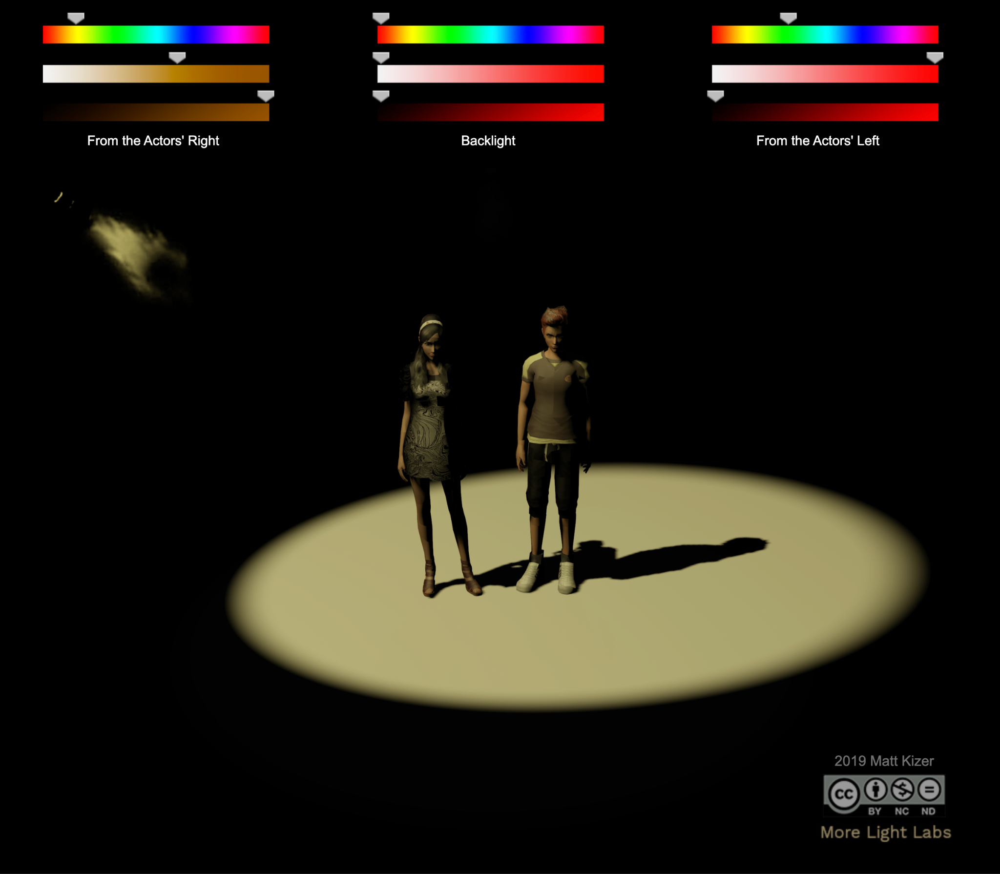 From the Actors' Right
Backlight
From the Actors' Left
2019 Matt Kizer
CC
BY NC ND
More Light Labs